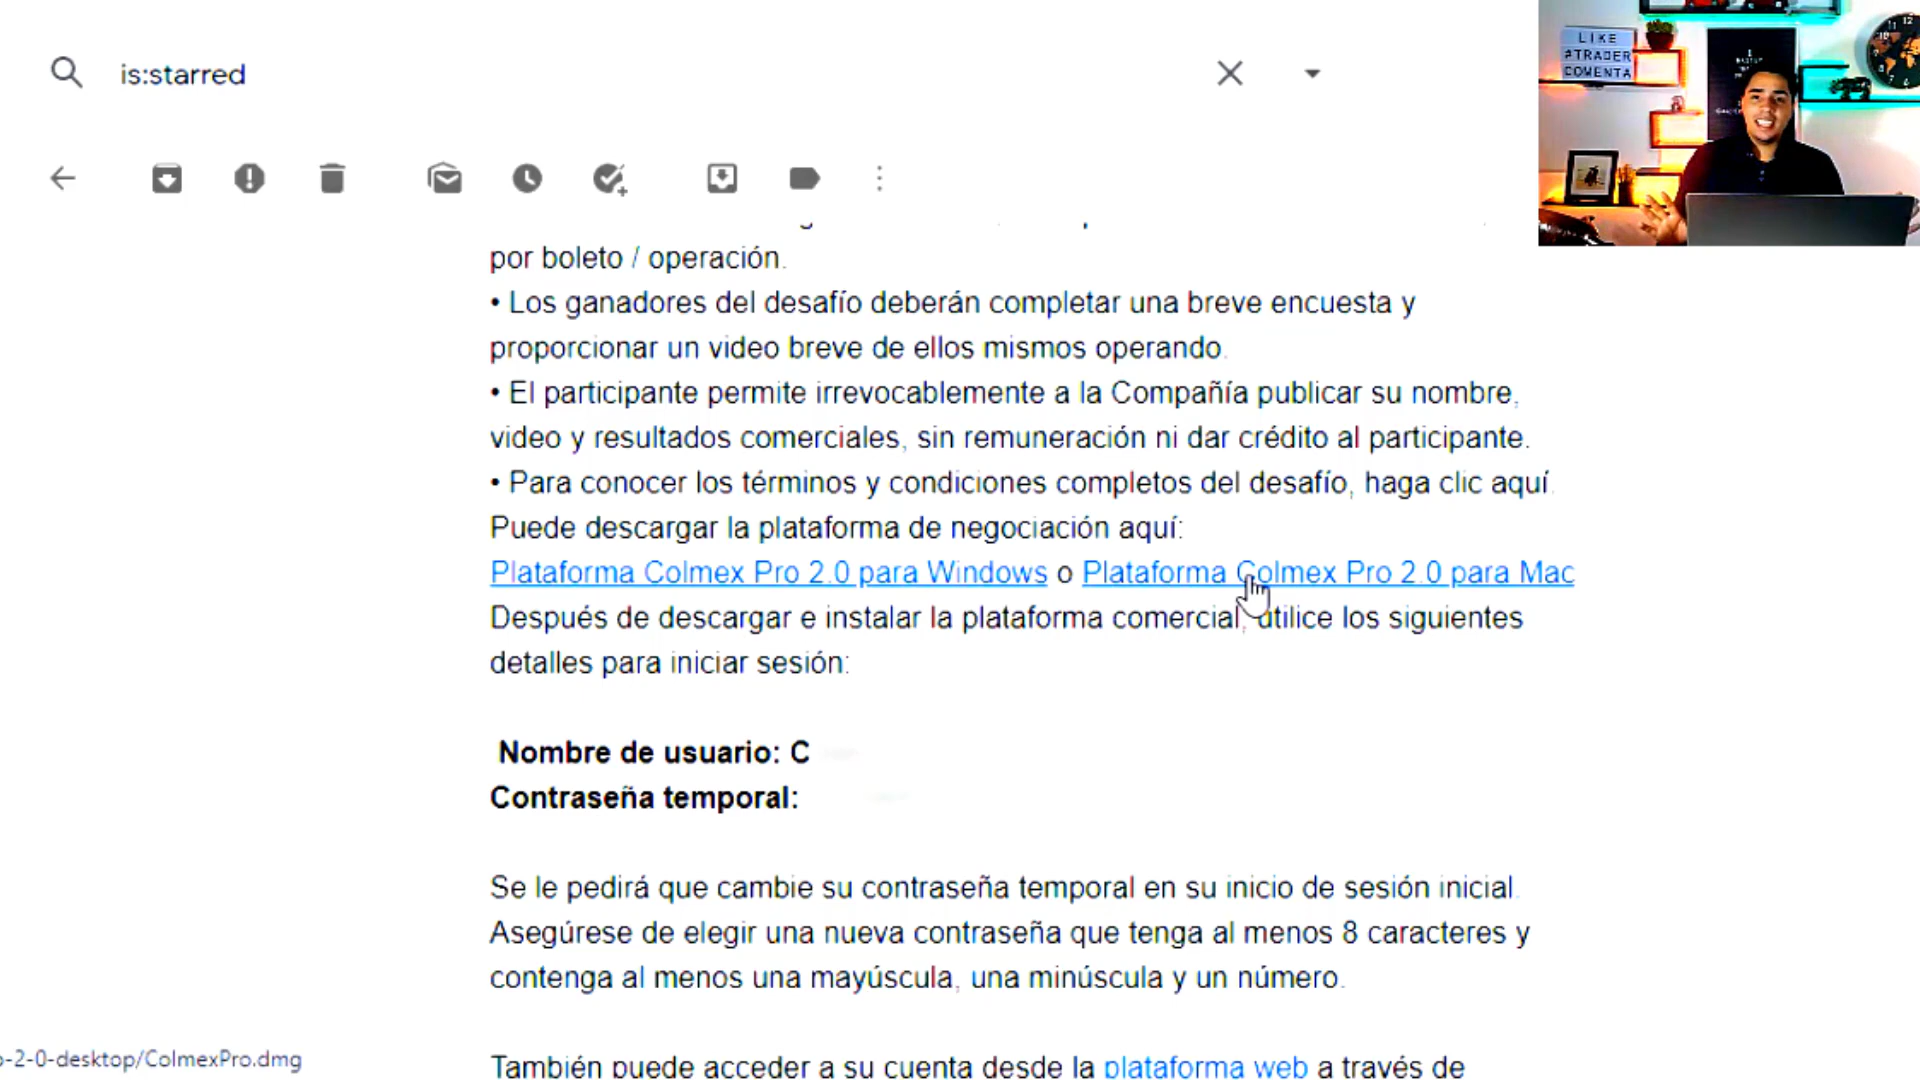 is:starred
LIKE
#TRADER
COMENTA
por boleto / operación.
• Los ganadores del desafío deberán completar una breve encuesta y
proporcionar un video breve de ellos mismos operando.
• El participante permite irrevocablemente a la Compañía publicar su nombre,
video y resultados comerciales, sin remuneración ni dar crédito al participante.
• Para conocer los términos y condiciones completos del desafío, haga clic aquí.
Puede descargar la plataforma de negociación aquí:
Plataforma Colmex Pro 2.0 para Windows o Plataforma Colmex Pro 2.0 para Mac
Después de descargar e instalar la plataforma comercial, utilice los siguientes
detalles para iniciar sesión:
Nombre de usuario: C
Contraseña temporal:
Se le pedirá que cambie su contraseña temporal en su inicio de sesión inicial.
Asegúrese de elegir una nueva contraseña que tenga al menos 8 caracteres y
contenga al menos una mayúscula, una minúscula y un número.
-2-0-desktop/ColmexPro.dmg
También puede acceder a su cuenta desde la plataforma web a través de